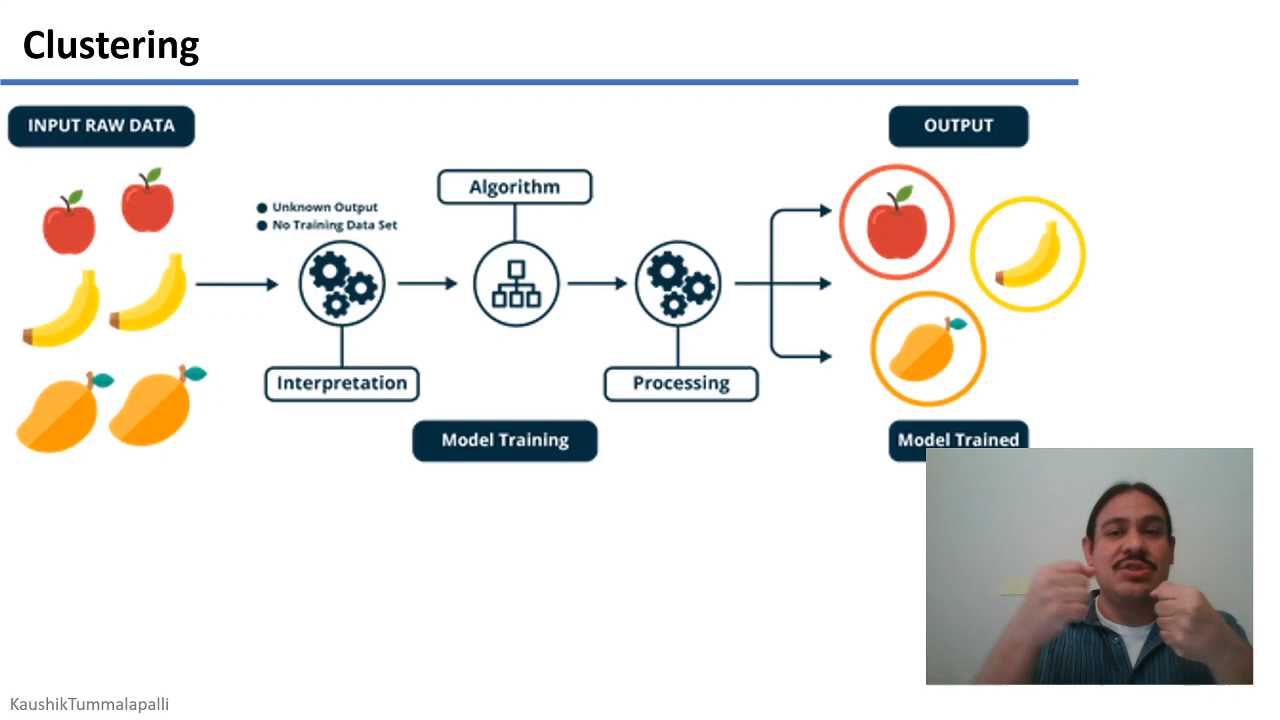 Clustering
INPUT RAW DATA
OUTPUT
Algorithm
Unknown Output
No Training Data Set
Interpretation
Processing
Model Training
Model Trained
KaushikTummalapalli